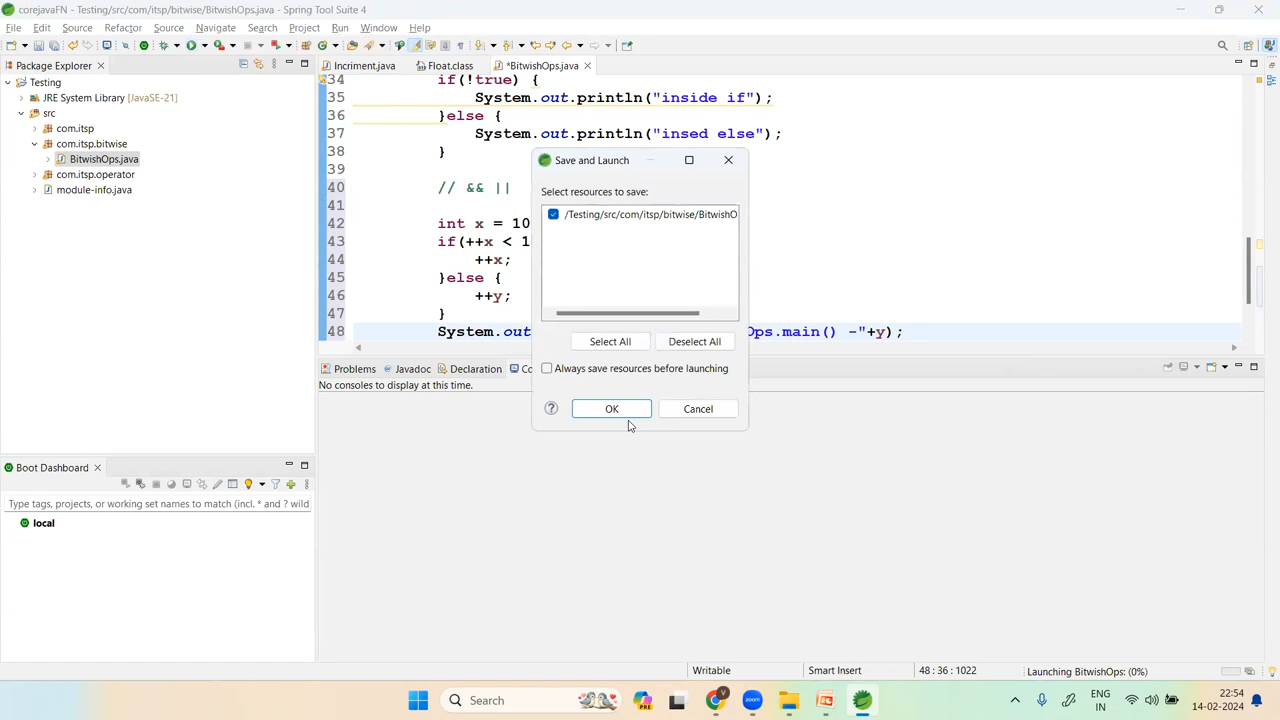 corejavaFN - Testing/src/com/itsp/bitwise/BitwishOps.java - Spring Tool Suite 4
File Edit Source Refactor Source Navigate Search Project Run Window Help
Package Explorer
Incriment.java
Float.class
*BitwishOps.java
Testing
JRE System Library [JavaSE-21]
src
com.itsp
com.itsp.bitwise
BitwishOps.java
com.itsp.operator
module-info.java
34 if(!true) {
35 System.out.println("inside if");
36 }else {
37 System.out.println("insed else");
38 }
39
40 // && ||
41
42 int x = 10
43 if(++x < 1
44 ++x;
45 }else {
46 ++y;
47 }
48 System.out Ops.main() -"+y);
Save and Launch
Select resources to save:
/Testing/src/com/itsp/bitwise/BitwishO
Select All
Deselect All
Always save resources before launching
OK
Cancel
Problems
Javadoc
Declaration
Co
No consoles to display at this time.
Boot Dashboard
Type tags, projects, or working set names to match (incl. * and ? wild
local
Writable
Smart Insert
48 : 36 : 1022
Launching BitwishOps: (0%)
Search
PRE
V
zoom
ENG
IN
22:54
14-02-2024